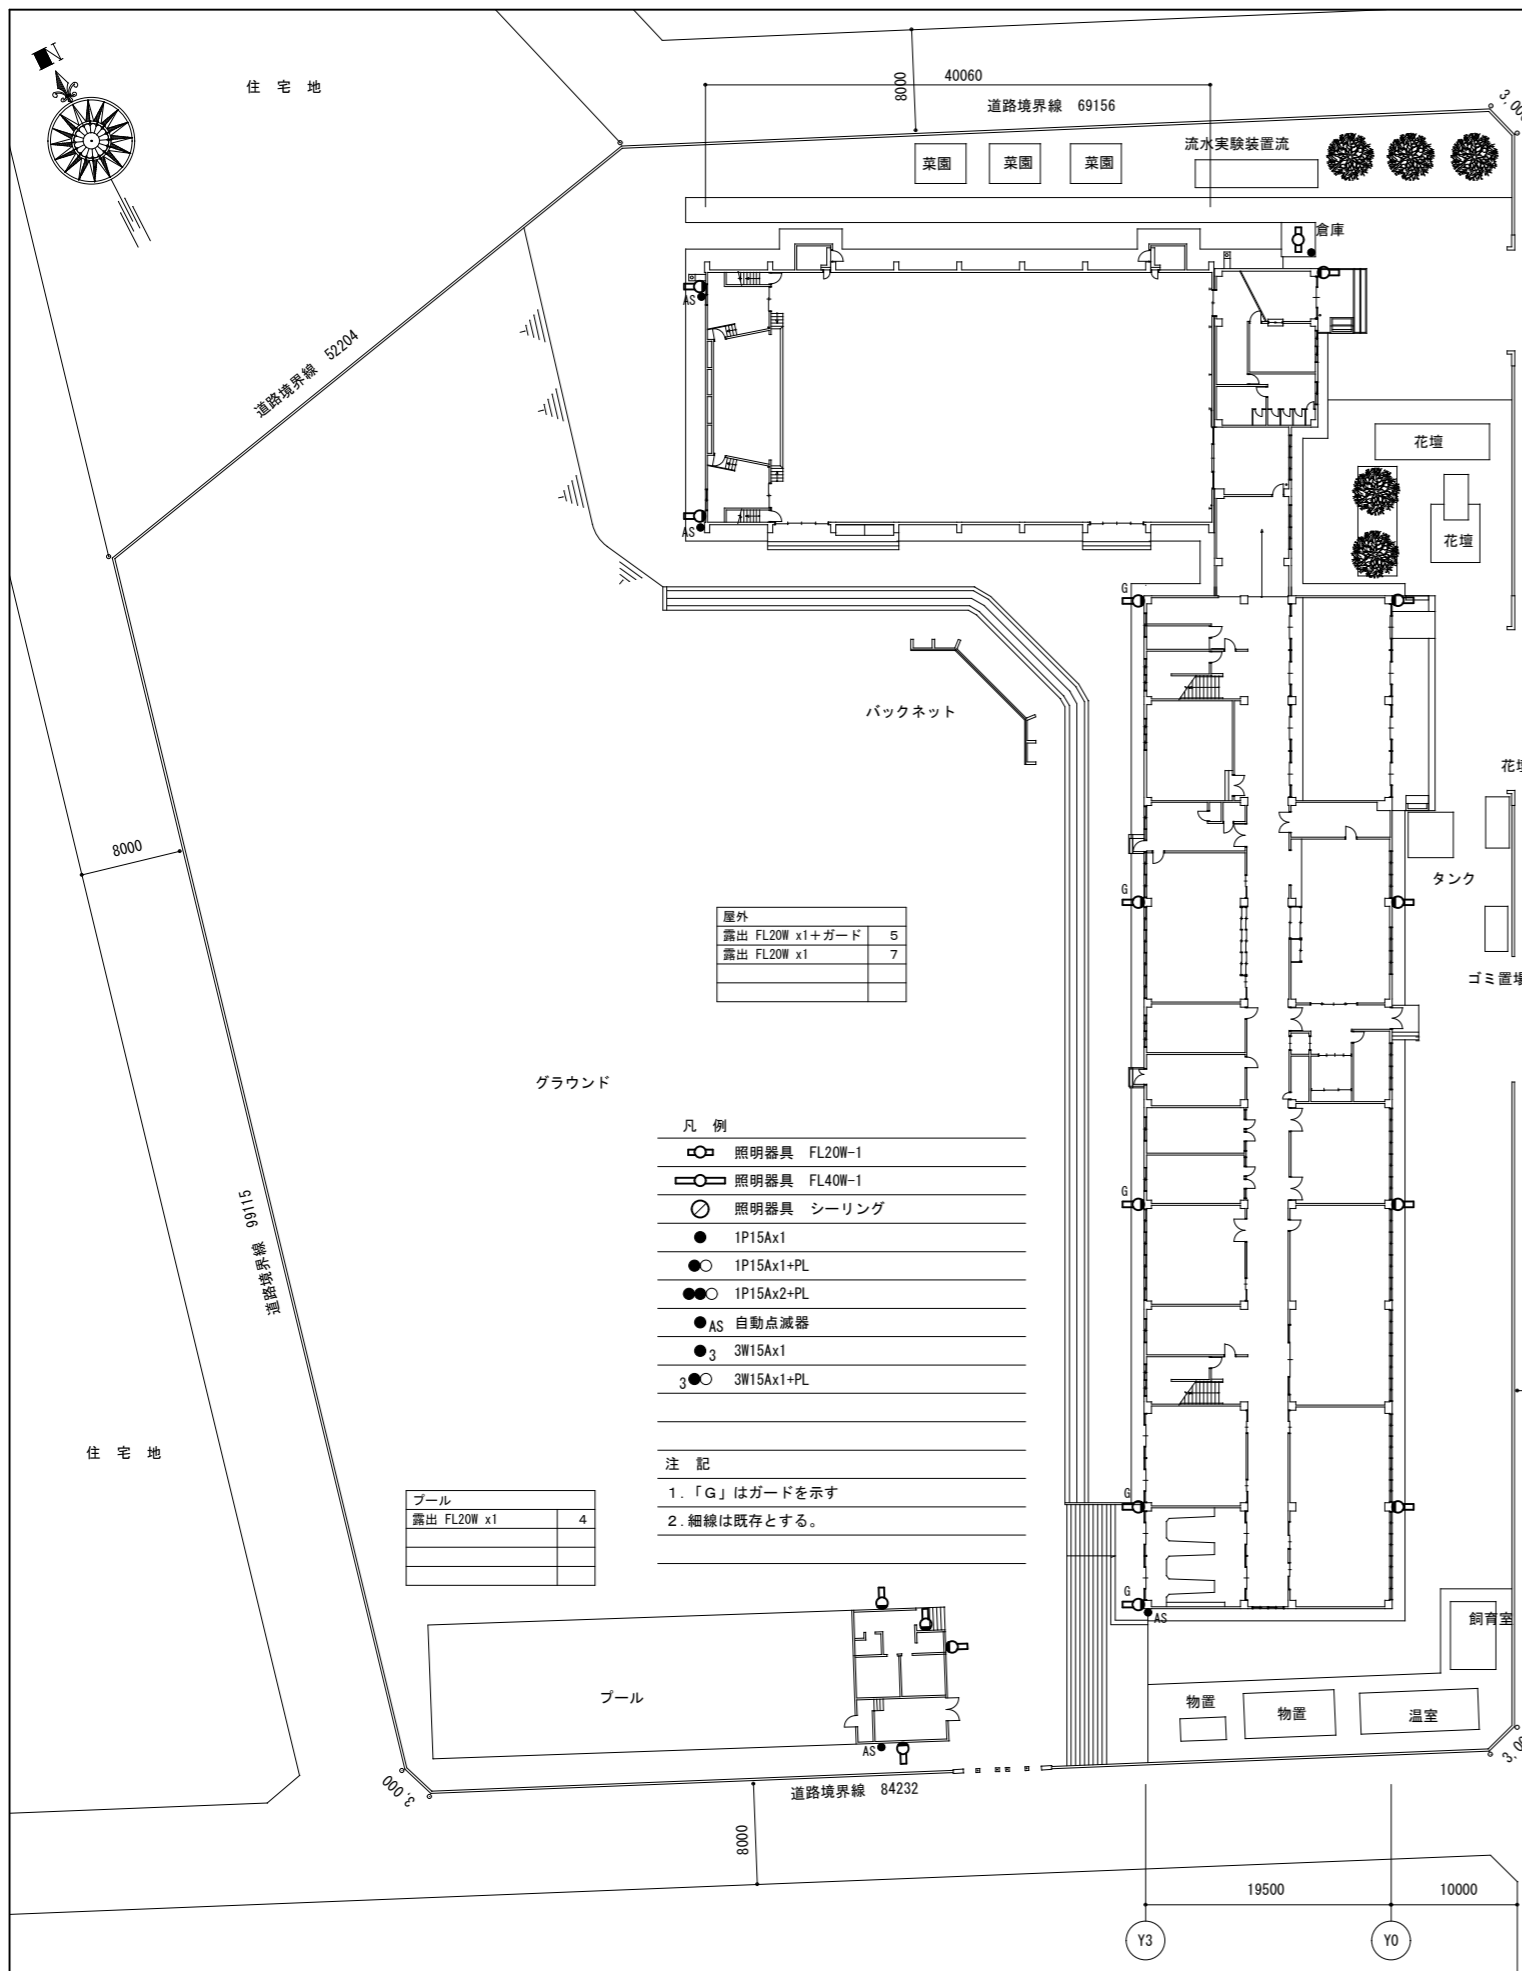 N
住 宅 地
8000
40060
道路境界線 69156
流水実験装置流
菜園
菜園
菜園
倉庫
AS
道路境界線 52204
AS
花壇
花壇
G
バックネット
8000
タンク
G
屋外
露出 FL20W x1＋ガード 5
露出 FL20W x1 7
ゴミ置場
グラウンド
凡 例
照明器具 FL20W-1
照明器具 FL40W-1
照明器具 シーリング
1P15Ax1
1P15Ax1+PL
1P15Ax2+PL
AS 自動点滅器
3 3W15Ax1
3 3W15Ax1+PL
G
道路境界線 99115
住 宅 地
注 記
1.「G」はガードを示す
2.細線は既存とする。
G
プール
露出 FL20W x1 4
G
AS
飼育室
プール
物置
物置
温室
AS
3,000
道路境界線 84232
8000
19500
10000
Y3
Y0